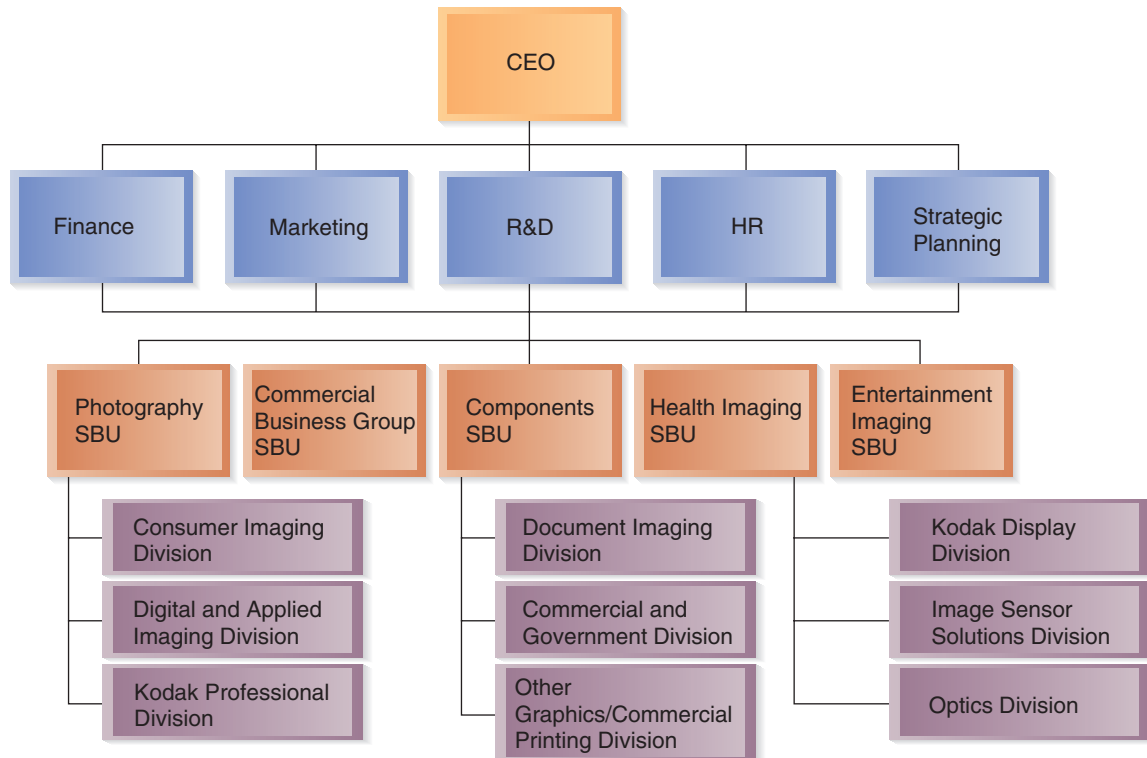 CEO
Finance
Marketing
R&D
HR
Strategic
Planning
Photography
SBU
Commercial
Business Group
SBU
Components
SBU
Health Imaging
SBU
Entertainment
Imaging
SBU
Consumer Imaging
Division
Digital and Applied
Imaging Division
Kodak Professional
Division
Document Imaging
Division
Commercial and
Government Division
Other
Graphics/Commercial
Printing Division
Kodak Display
Division
Image Sensor
Solutions Division
Optics Division